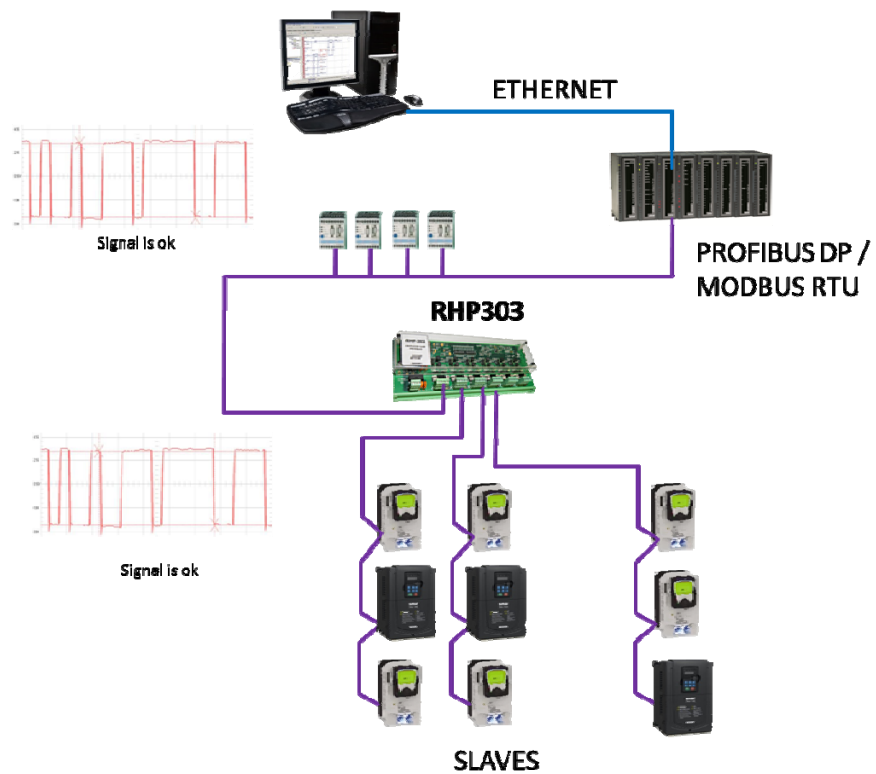 ETHERNET
Signal is ok
PROFIBUS DP /
MODBUS RTU
RHP303
Signal is ok
SLAVES